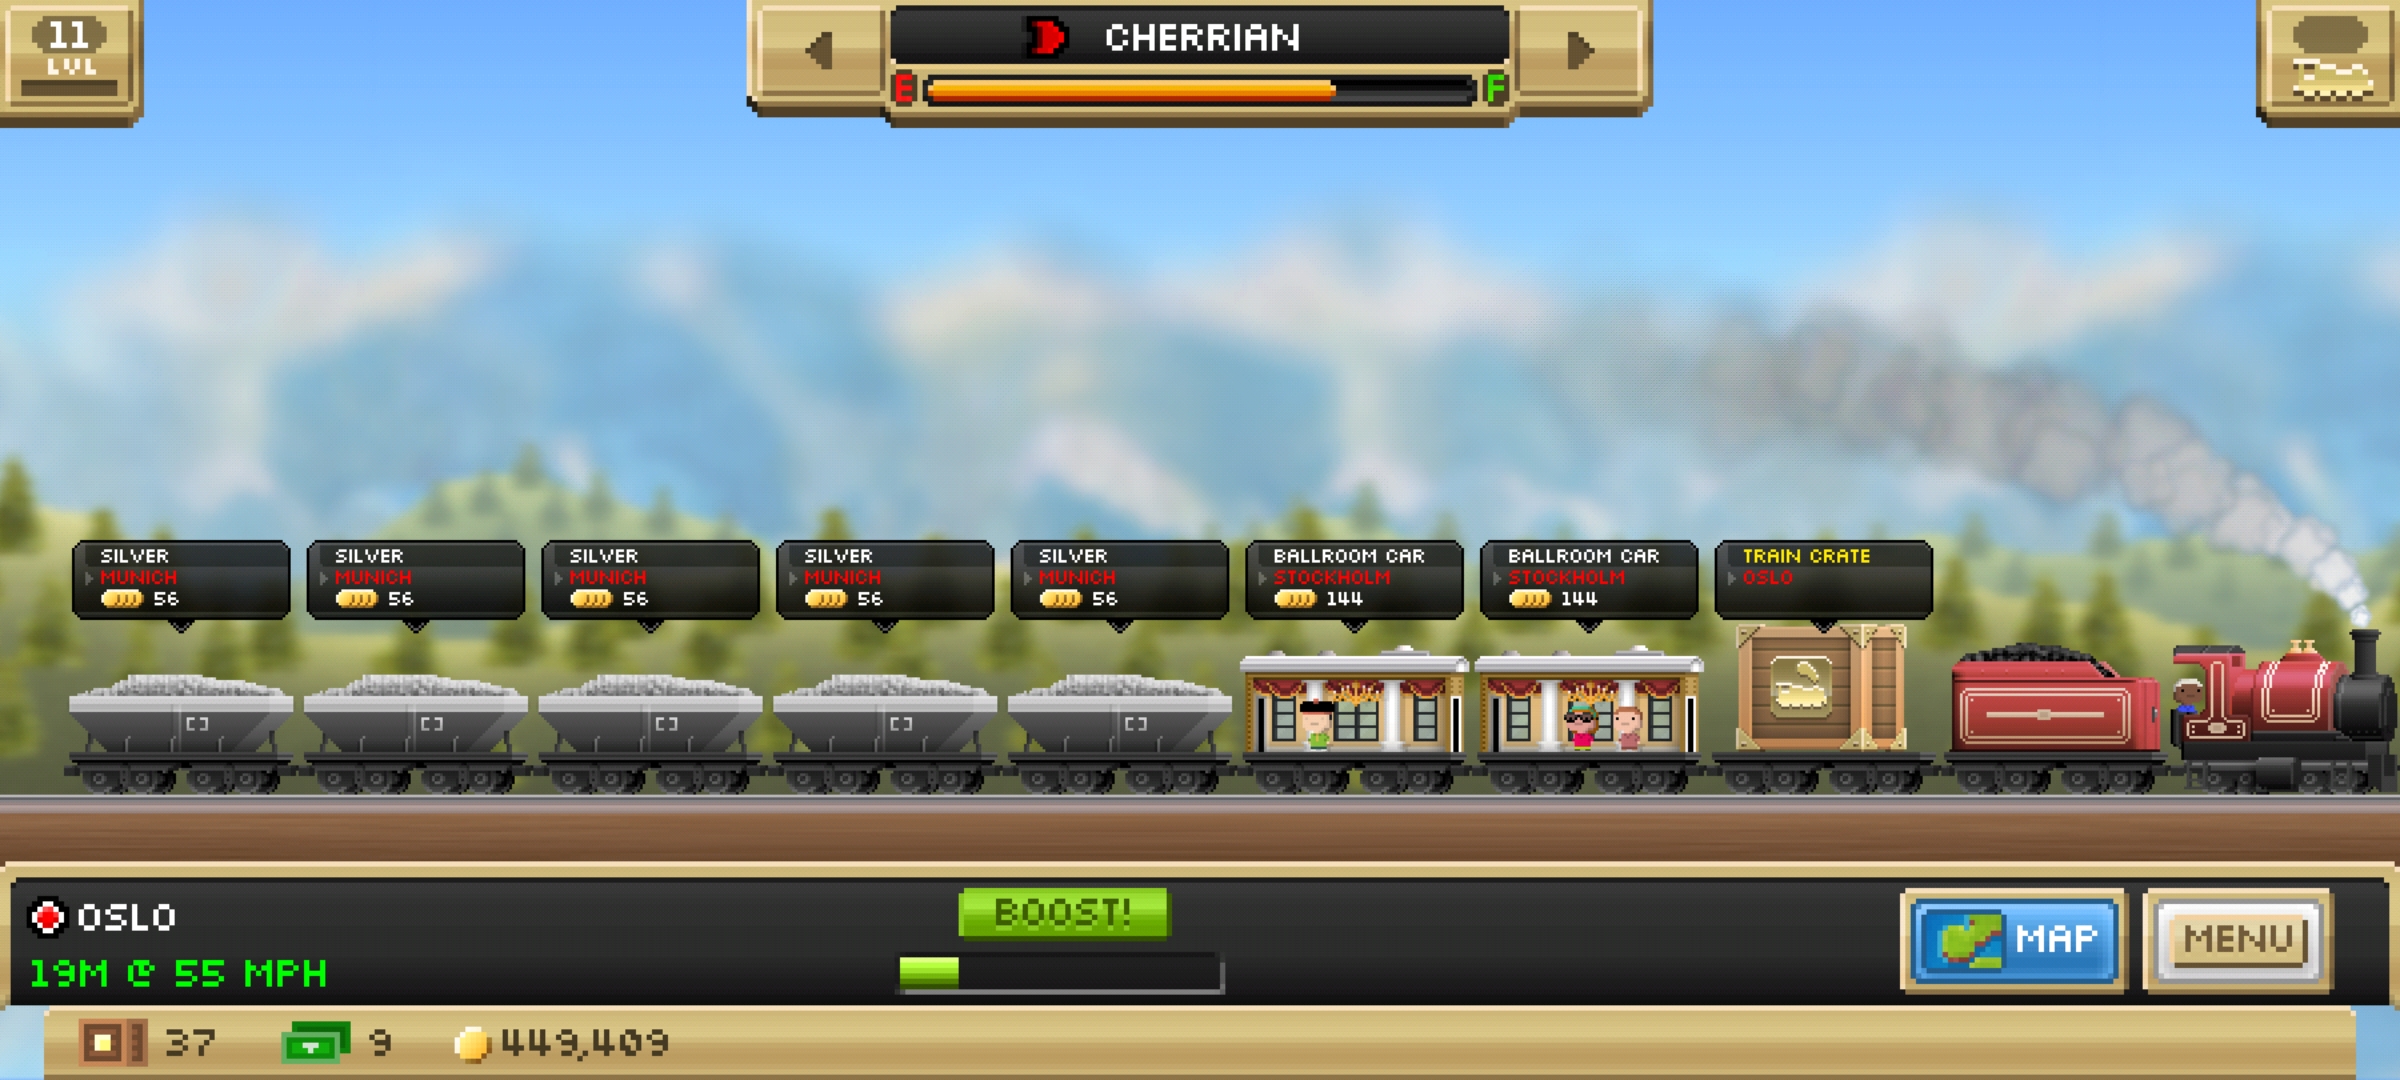 11
LVL
CHERRIAN
E F
SILVER
MUNICH
56
SILVER
MUNICH
56
SILVER
MUNICH
56
SILVER
MUNICH
56
SILVER
MUNICH
56
BALLROOM CAR
STOCKHOLM
144
BALLROOM CAR
STOCKHOLM
144
TRAIN CRATE
OSLO
OSLO
19M @ 55 MPH
BOOST!
MAP
MENU
37 9 449,409